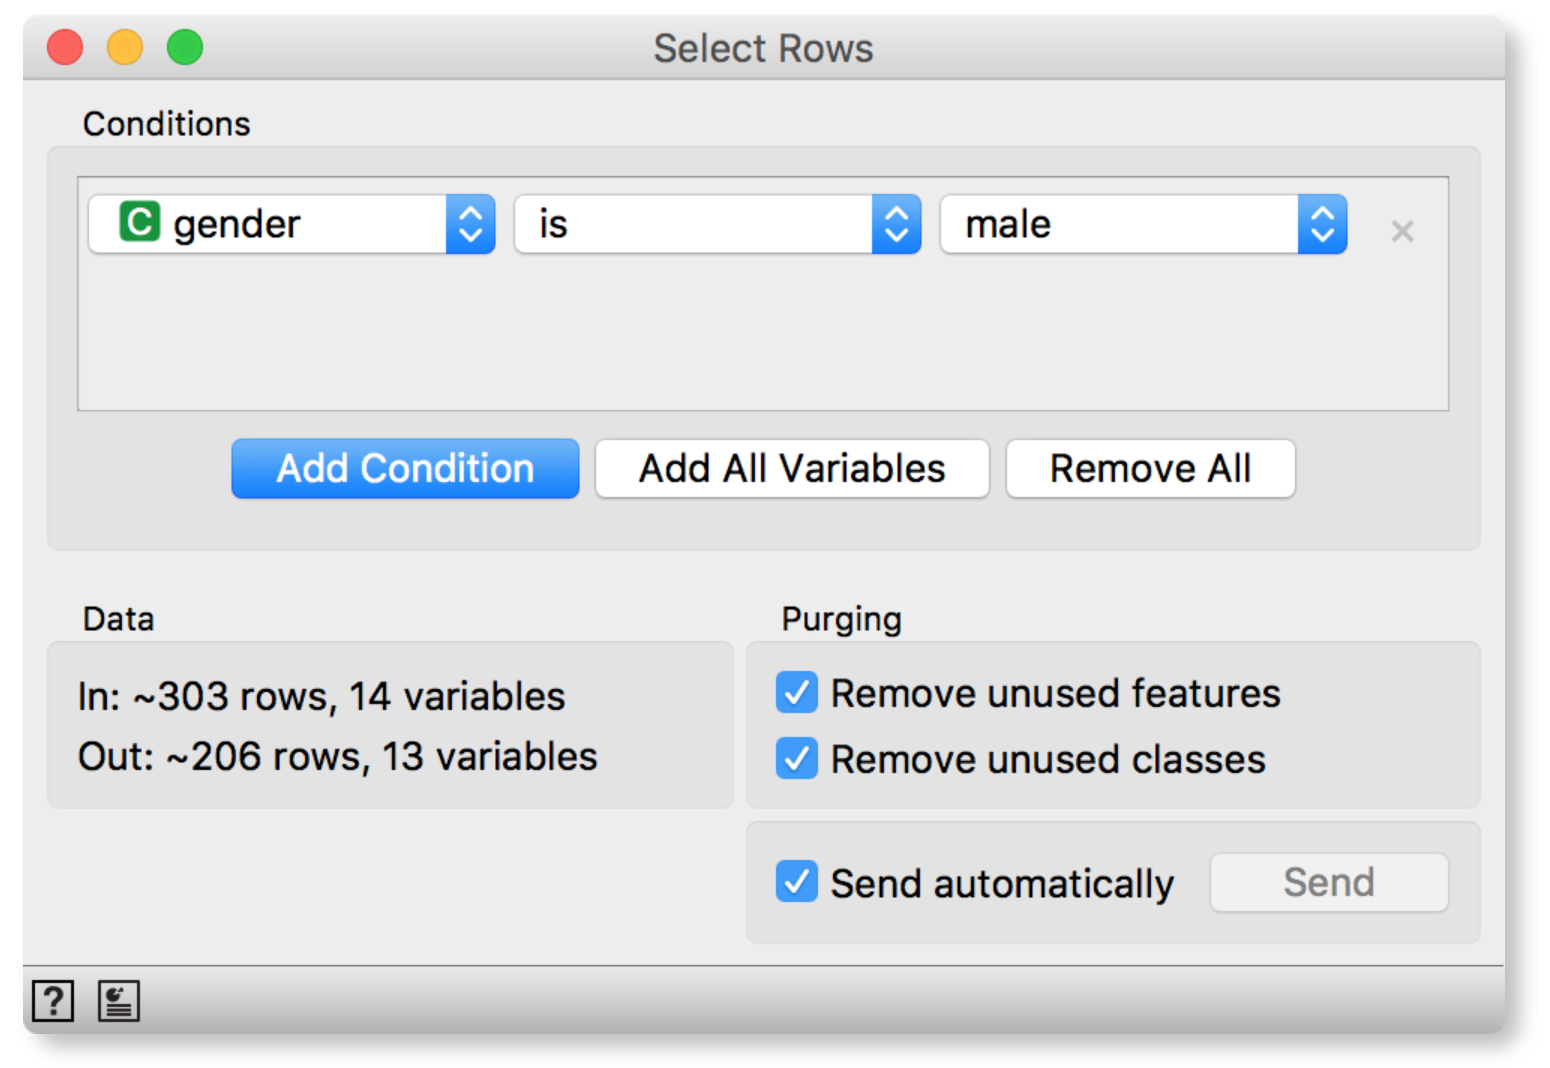 Select Rows
Conditions
C gender is male ×
Add Condition Add All Variables Remove All
Data
In: ~303 rows, 14 variables
Out: ~206 rows, 13 variables
Purging
Remove unused features
Remove unused classes
Send automatically Send
?